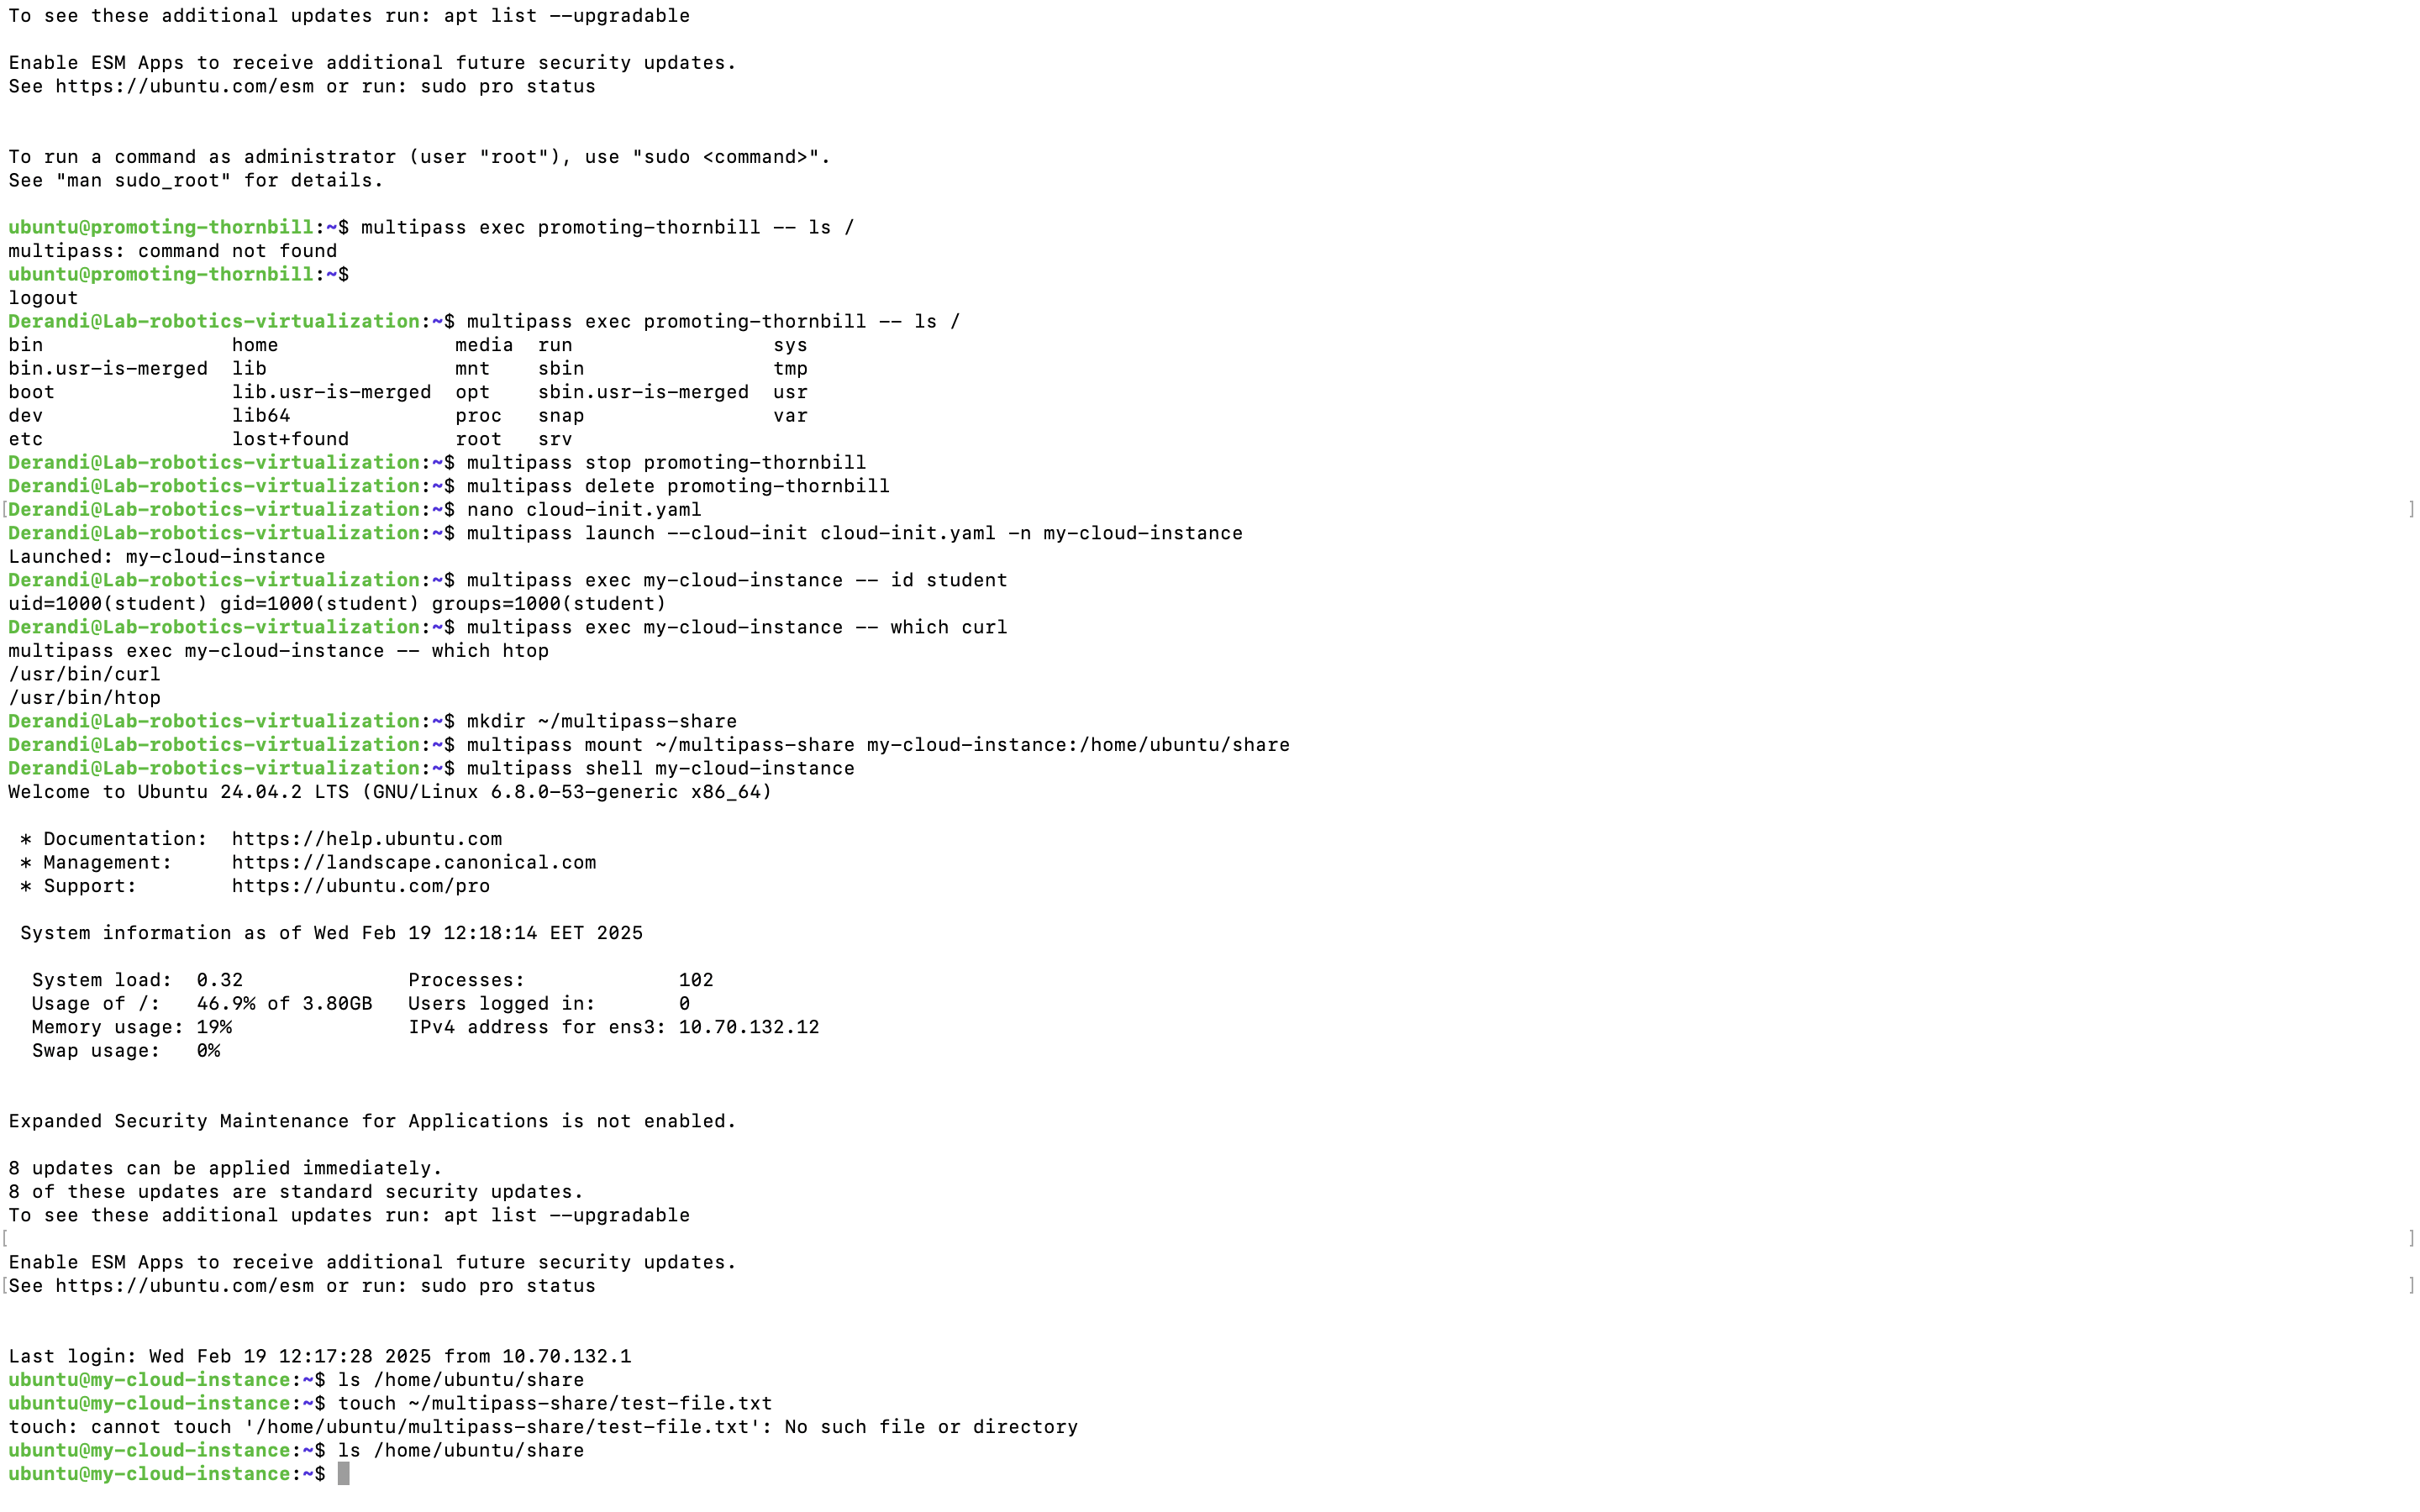 To see these additional updates run: apt list --upgradable
Enable ESM Apps to receive additional future security updates.
See https://ubuntu.com/esm or run: sudo pro status
To run a command as administrator (user "root"), use "sudo <command>".
See "man sudo_root" for details.
ubuntu@promoting-thornbill:~$ multipass exec promoting-thornbill -- ls /
multipass: command not found
ubuntu@promoting-thornbill:~$
logout
Derandi@Lab-robotics-virtualization:~$ multipass exec promoting-thornbill -- ls /
bin                home               media  run                 sys
bin.usr-is-merged  lib                mnt    sbin                tmp
boot               lib.usr-is-merged  opt    sbin.usr-is-merged  usr
dev                lib64              proc   snap                var
etc                lost+found         root   srv
Derandi@Lab-robotics-virtualization:~$ multipass stop promoting-thornbill
Derandi@Lab-robotics-virtualization:~$ multipass delete promoting-thornbill
[Derandi@Lab-robotics-virtualization:~$ nano cloud-init.yaml ]
Derandi@Lab-robotics-virtualization:~$ multipass launch --cloud-init cloud-init.yaml -n my-cloud-instance
Launched: my-cloud-instance
Derandi@Lab-robotics-virtualization:~$ multipass exec my-cloud-instance -- id student
uid=1000(student) gid=1000(student) groups=1000(student)
Derandi@Lab-robotics-virtualization:~$ multipass exec my-cloud-instance -- which curl
multipass exec my-cloud-instance -- which htop
/usr/bin/curl
/usr/bin/htop
Derandi@Lab-robotics-virtualization:~$ mkdir ~/multipass-share
Derandi@Lab-robotics-virtualization:~$ multipass mount ~/multipass-share my-cloud-instance:/home/ubuntu/share
Derandi@Lab-robotics-virtualization:~$ multipass shell my-cloud-instance
Welcome to Ubuntu 24.04.2 LTS (GNU/Linux 6.8.0-53-generic x86_64)
* Documentation:  https://help.ubuntu.com
* Management:     https://landscape.canonical.com
* Support:        https://ubuntu.com/pro
System information as of Wed Feb 19 12:18:14 EET 2025
System load:  0.32              Processes:             102
Usage of /:   46.9% of 3.80GB   Users logged in:       0
Memory usage: 19%               IPv4 address for ens3: 10.70.132.12
Swap usage:   0%
Expanded Security Maintenance for Applications is not enabled.
8 updates can be applied immediately.
8 of these updates are standard security updates.
To see these additional updates run: apt list --upgradable
[ ]
Enable ESM Apps to receive additional future security updates.
[See https://ubuntu.com/esm or run: sudo pro status ]
Last login: Wed Feb 19 12:17:28 2025 from 10.70.132.1
ubuntu@my-cloud-instance:~$ ls /home/ubuntu/share
ubuntu@my-cloud-instance:~$ touch ~/multipass-share/test-file.txt
touch: cannot touch '/home/ubuntu/multipass-share/test-file.txt': No such file or directory
ubuntu@my-cloud-instance:~$ ls /home/ubuntu/share
ubuntu@my-cloud-instance:~$